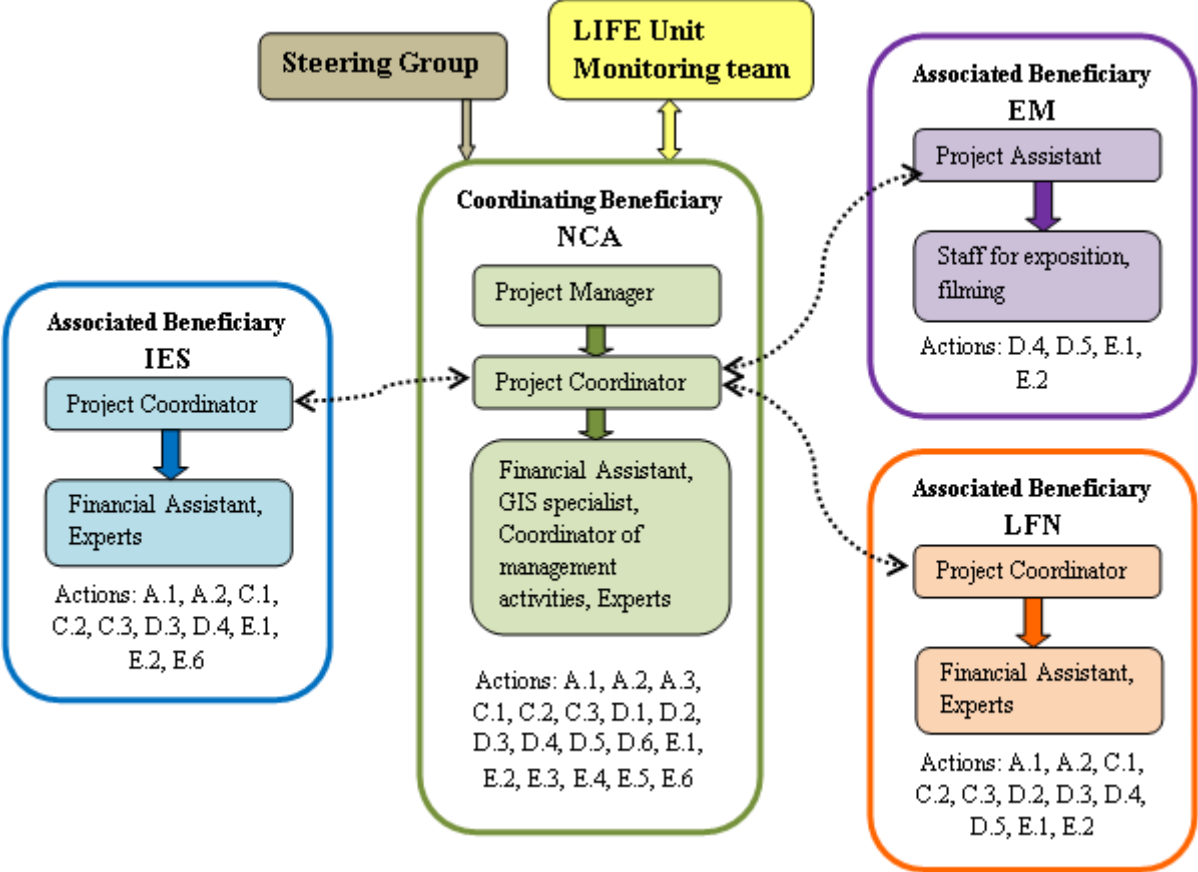 Steering Group
LIFE Unit
Monitoring team
Associated Beneficiary
EM
Project Assistant
Staff for exposition,
filming
Actions: D.4, D.5, E.1,
E.2
Coordinating Beneficiary
NCA
Project Manager
Project Coordinator
Financial Assistant,
GIS specialist,
Coordinator of
management
activities, Experts
Actions: A.1, A.2, A.3,
C.1, C.2, C.3, D.1, D.2,
D.3, D.4, D.5, D.6, E.1,
E.2, E.3, E.4, E.5, E.6
Associated Beneficiary
IES
Project Coordinator
Financial Assistant,
Experts
Actions: A.1, A.2, C.1,
C.2, C.3, D.3, D.4, E.1,
E.2, E.6
Associated Beneficiary
LFN
Project Coordinator
Financial Assistant,
Experts
Actions: A.1, A.2, C.1,
C.2, C.3, D.2, D.3, D.4,
D.5, E.1, E.2